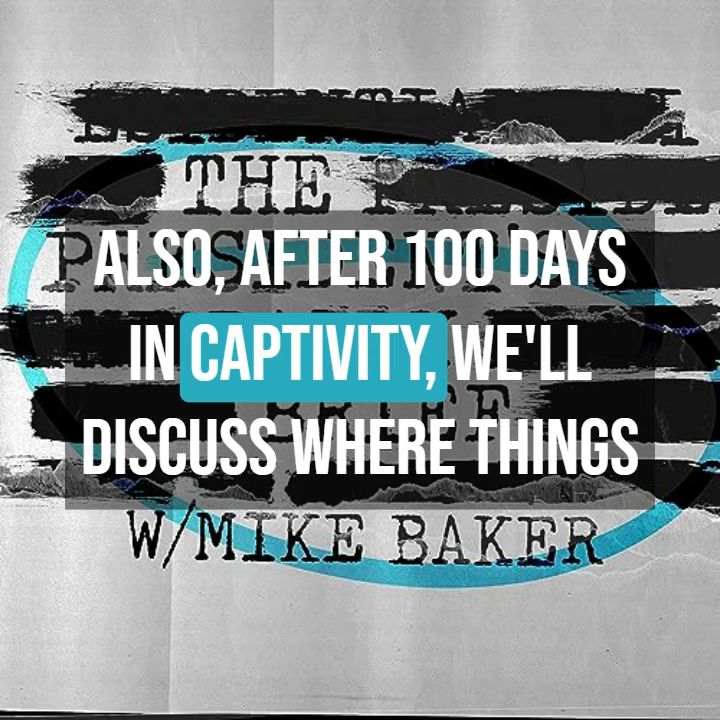 THE
ALSO, AFTER 100 DAYS
IN CAPTIVITY, WE'LL
DISCUSS WHERE THINGS
W/MIKE BAKER